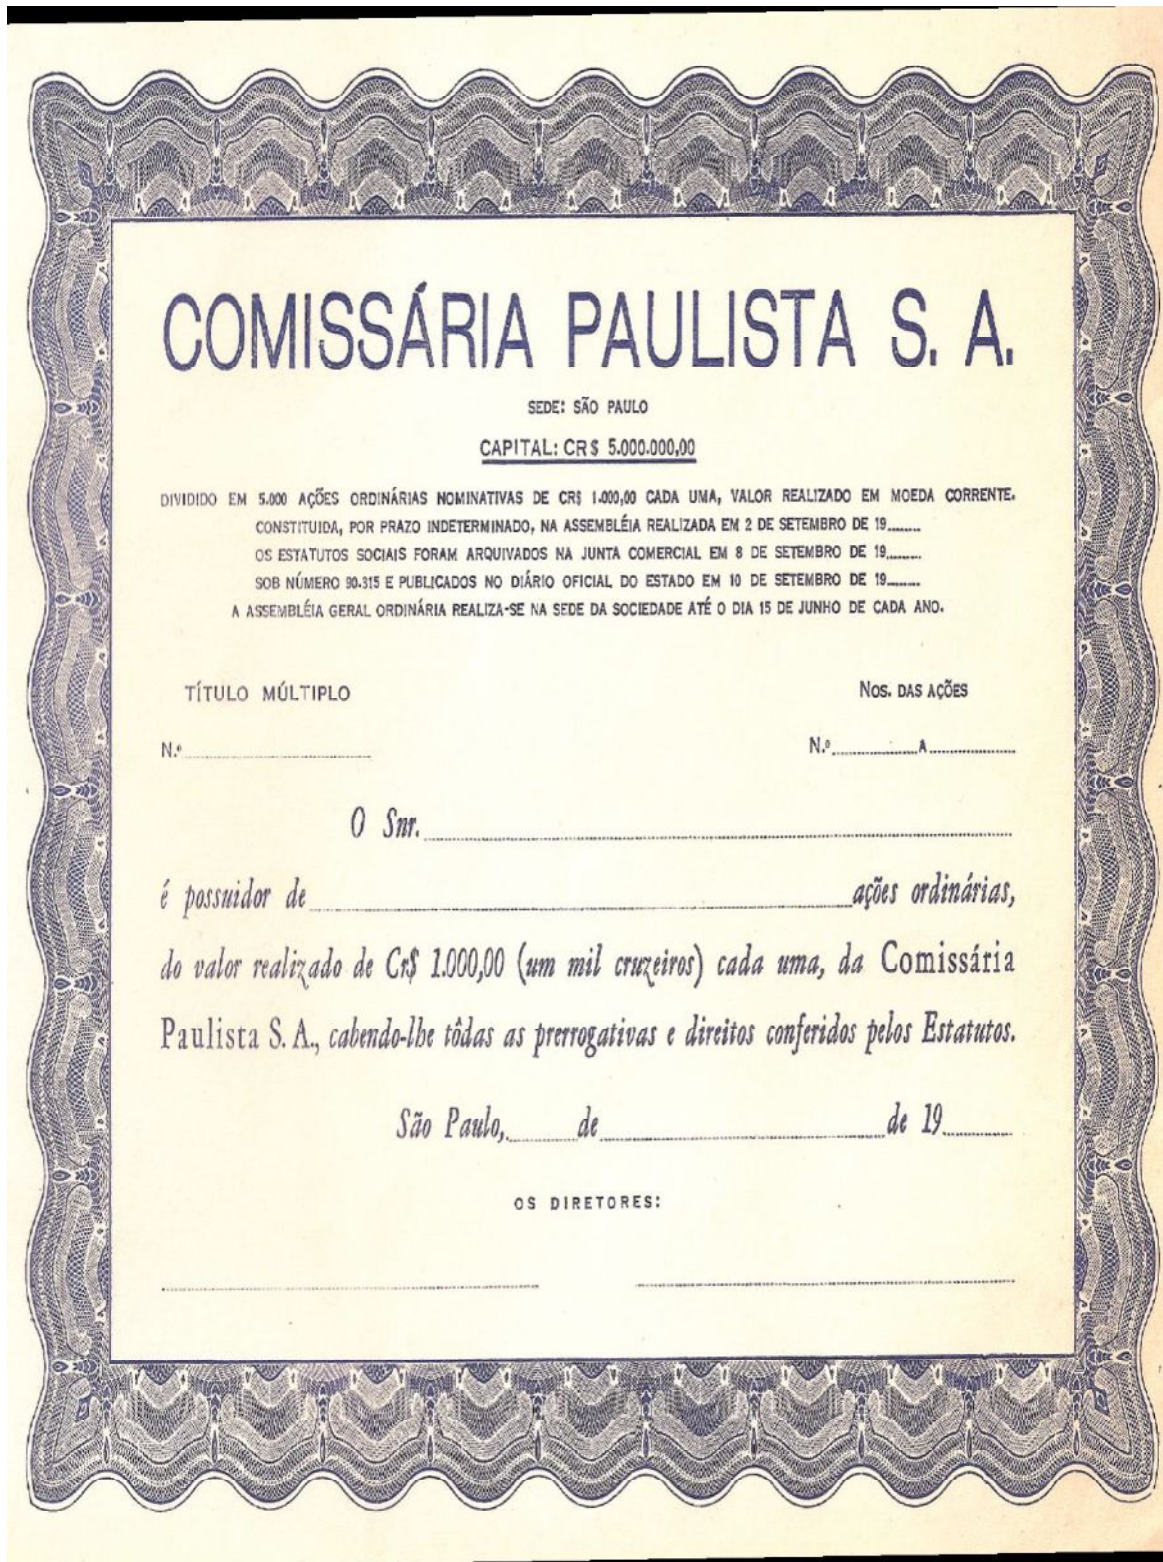 COMISSÁRIA PAULISTA S. A.
SEDE: SÃO PAULO
CAPITAL: CR$ 5.000.000,00
DIVIDIDO EM 5.000 AÇÕES ORDINÁRIAS NOMINATIVAS DE CR$ 1.000,00 CADA UMA, VALOR REALIZADO EM MOEDA CORRENTE.
CONSTITUIDA, POR PRAZO INDETERMINADO, NA ASSEMBLÉIA REALIZADA EM 2 DE SETEMBRO DE 19........
OS ESTATUTOS SOCIAIS FORAM ARQUIVADOS NA JUNTA COMERCIAL EM 8 DE SETEMBRO DE 19........
SOB NÚMERO 90.315 E PUBLICADOS NO DIÁRIO OFICIAL DO ESTADO EM 10 DE SETEMBRO DE 19........
A ASSEMBLÉIA GERAL ORDINÁRIA REALIZA-SE NA SEDE DA SOCIEDADE ATÉ O DIA 15 DE JUNHO DE CADA ANO.
TÍTULO MÚLTIPLO
NOS. DAS AÇÕES
N.º
N.º ........ A ........
O Snr.
é possuidor de ........ ações ordinárias,
do valor realizado de Cr$ 1.000,00 (um mil cruzeiros) cada uma, da Comissária
Paulista S. A., cabendo-lhe tôdas as prerrogativas e direitos conferidos pelos Estatutos.
São Paulo, ........ de ........ de 19........
OS DIRETORES: